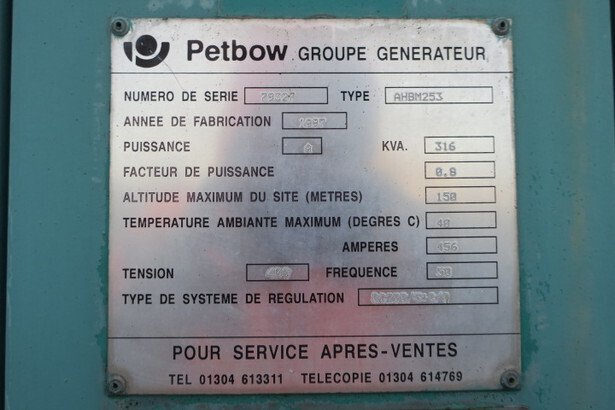 Petbow GROUPE GENERATEUR
NUMERO DE SERIE TYPE AHBM253
ANNEE DE FABRICATION
PUISSANCE KVA. 316
FACTEUR DE PUISSANCE 0.8
ALTITUDE MAXIMUM DU SITE (METRES) 150
TEMPERATURE AMBIANTE MAXIMUM (DEGRES C) 40
AMPERES 456
TENSION 400 FREQUENCE 50
TYPE DE SYSTEME DE REGULATION
POUR SERVICE APRES-VENTES
TEL 01304 613311 TELECOPIE 01304 614769